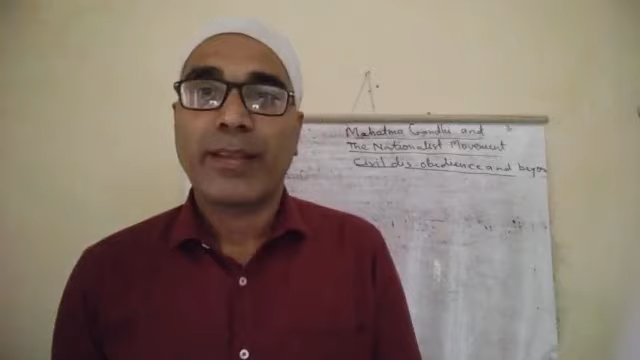 Mahatma Gandhi and
The Nationalist Movement
Civil dis-obedience and beyon